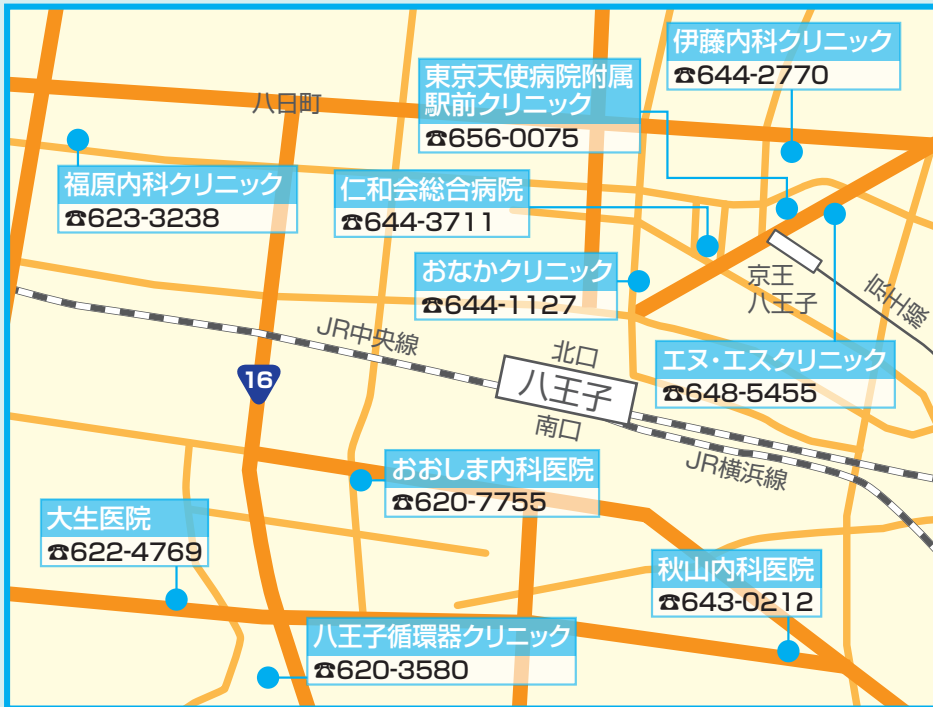 伊藤内科クリニック
☎644-2770
東京天使病院附属
駅前クリニック
☎656-0075
八日町
福原内科クリニック
☎623-3238
仁和会総合病院
☎644-3711
おなかクリニック
☎644-1127
京王
八王子
京王線
JR中央線
北口
八王子
南口
エヌ・エスクリニック
☎648-5455
16
JR横浜線
おおしま内科医院
☎620-7755
大生医院
☎622-4769
秋山内科医院
☎643-0212
八王子循環器クリニック
☎620-3580